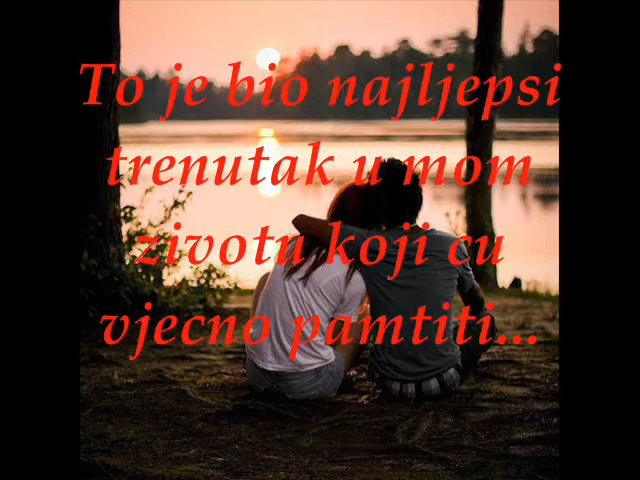 To je bio najljepsi
trenutak u mom
zivotu koji cu
vjecno pamtiti...